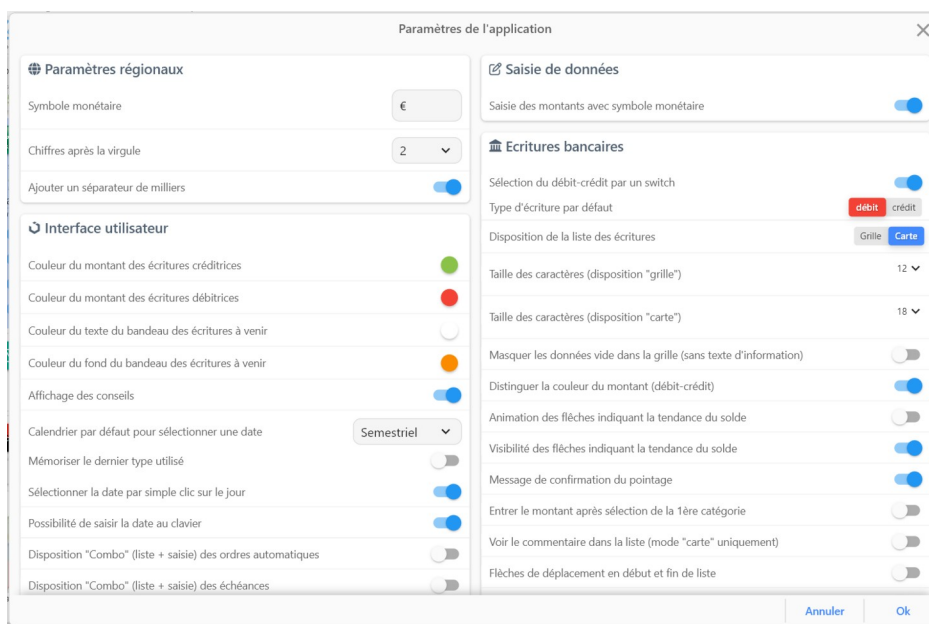 Paramètres de l'application
Paramètres régionaux
Symbole monétaire
€
Chiffres après la virgule
2
Ajouter un séparateur de milliers
Interface utilisateur
Couleur du montant des écritures créditrices
Couleur du montant des écritures débitrices
Couleur du texte du bandeau des écritures à venir
Couleur du fond du bandeau des écritures à venir
Affichage des conseils
Calendrier par défaut pour sélectionner une date
Semestriel
Mémoriser le dernier type utilisé
Sélectionner la date par simple clic sur le jour
Possibilité de saisir la date au clavier
Disposition "Combo" (liste + saisie) des ordres automatiques
Disposition "Combo" (liste + saisie) des échéances
Saisie de données
Saisie des montants avec symbole monétaire
Ecritures bancaires
Sélection du débit-crédit par un switch
Type d'écriture par défaut
débit crédit
Disposition de la liste des écritures
Grille Carte
Taille des caractères (disposition "grille")
12
Taille des caractères (disposition "carte")
18
Masquer les données vide dans la grille (sans texte d'information)
Distinguer la couleur du montant (débit-crédit)
Animation des flêches indiquant la tendance du solde
Visibilité des flêches indiquant la tendance du solde
Message de confirmation du pointage
Entrer le montant après sélection de la 1ère catégorie
Voir le commentaire dans la liste (mode "carte" uniquement)
Flèches de déplacement en début et fin de liste
Annuler
Ok